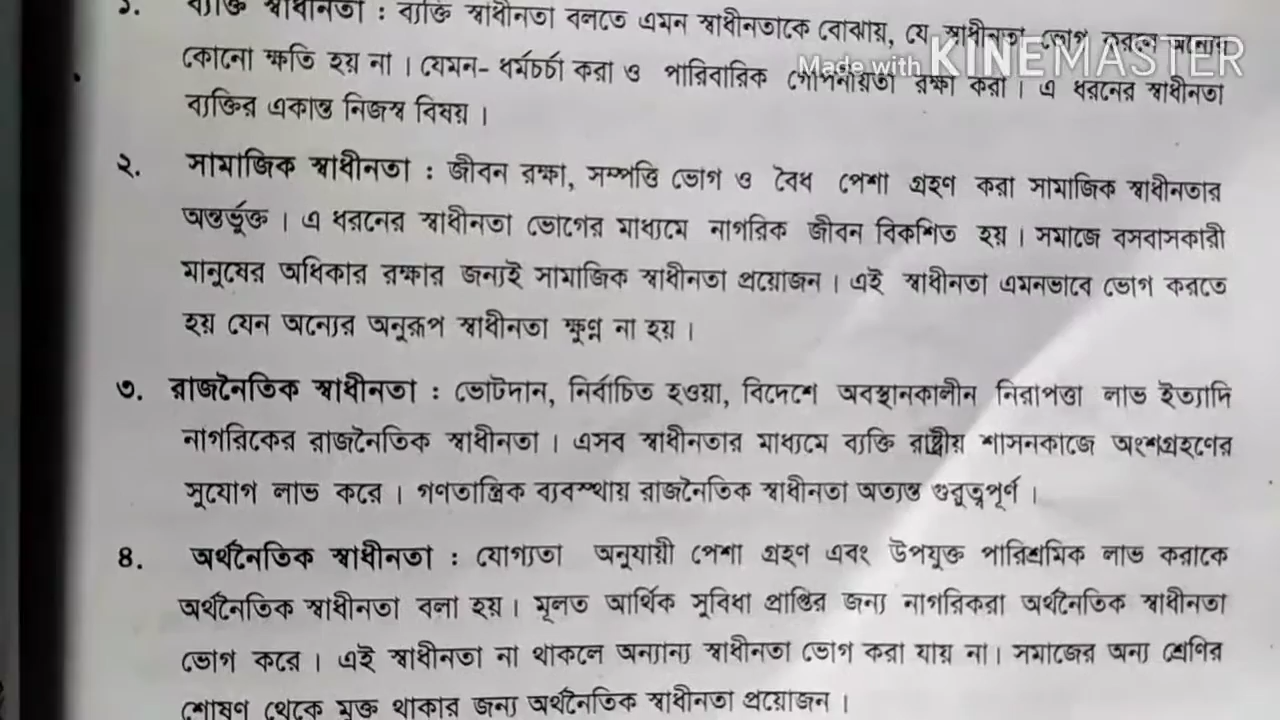 ১. ব্যক্তি স্বাধীনতা : ব্যক্তি স্বাধীনতা বলতে এমন স্বাধীনতাকে বোঝায়, যে স্বাধীনতা ভোগ করলে অন্যের
Made with KINEMASTER
কোনো ক্ষতি হয় না। যেমন- ধর্মচর্চা করা ও পারিবারিক গোপনীয়তা রক্ষা করা। এ ধরনের স্বাধীনতা
ব্যক্তির একান্ত নিজস্ব বিষয়।
২. সামাজিক স্বাধীনতা : জীবন রক্ষা, সম্পত্তি ভোগ ও বৈধ পেশা গ্রহণ করা সামাজিক স্বাধীনতার
অন্তর্ভুক্ত। এ ধরনের স্বাধীনতা ভোগের মাধ্যমে নাগরিক জীবন বিকশিত হয়। সমাজে বসবাসকারী
মানুষের অধিকার রক্ষার জন্যই সামাজিক স্বাধীনতা প্রয়োজন। এই স্বাধীনতা এমনভাবে ভোগ করতে
হয় যেন অন্যের অনুরূপ স্বাধীনতা ক্ষুণ্ন না হয়।
৩. রাজনৈতিক স্বাধীনতা : ভোটদান, নির্বাচিত হওয়া, বিদেশে অবস্থানকালীন নিরাপত্তা লাভ ইত্যাদি
নাগরিকের রাজনৈতিক স্বাধীনতা। এসব স্বাধীনতার মাধ্যমে ব্যক্তি রাষ্ট্রীয় শাসনকাজে অংশগ্রহণের
সুযোগ লাভ করে। গণতান্ত্রিক ব্যবস্থায় রাজনৈতিক স্বাধীনতা অত্যন্ত গুরুত্বপূর্ণ।
৪. অর্থনৈতিক স্বাধীনতা : যোগ্যতা অনুযায়ী পেশা গ্রহণ এবং উপযুক্ত পারিশ্রমিক লাভ করাকে
অর্থনৈতিক স্বাধীনতা বলা হয়। মূলত আর্থিক সুবিধা প্রাপ্তির জন্য নাগরিকরা অর্থনৈতিক স্বাধীনতা
ভোগ করে। এই স্বাধীনতা না থাকলে অন্যান্য স্বাধীনতা ভোগ করা যায় না। সমাজের অন্য শ্রেণির
শোষণ থেকে মুক্ত থাকার জন্য অর্থনৈতিক স্বাধীনতা প্রয়োজন।